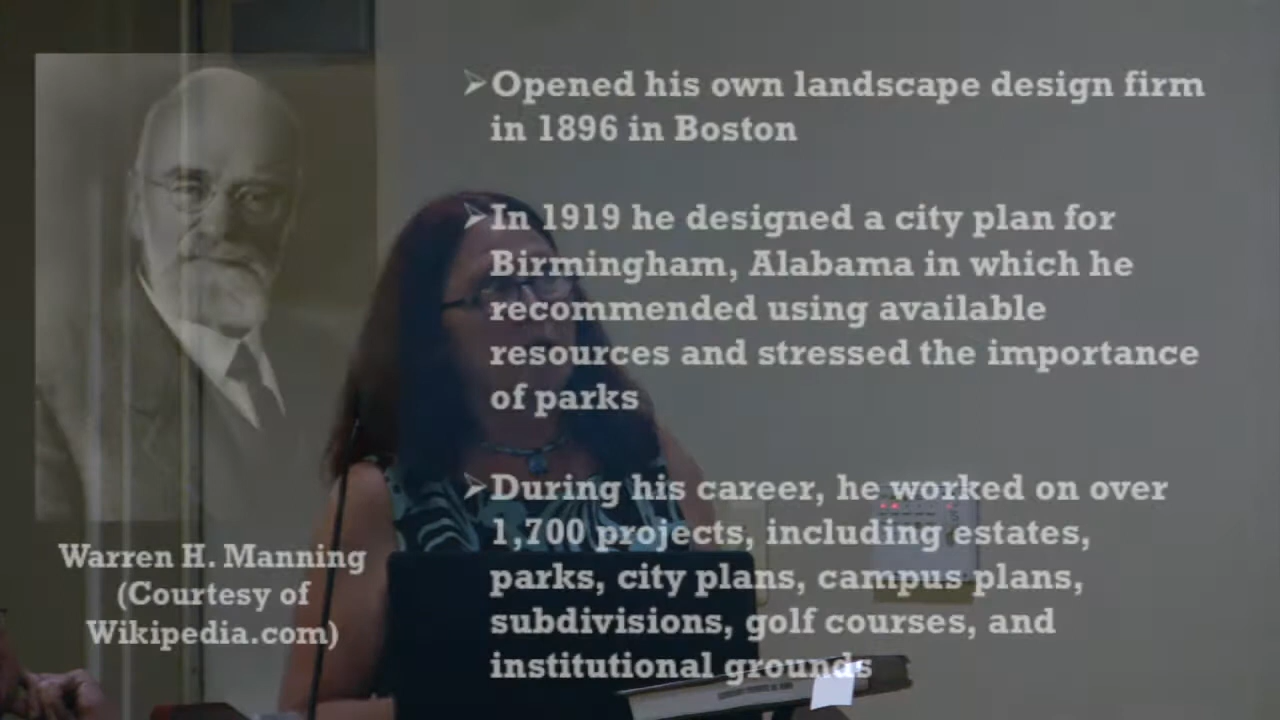 ➢Opened his own landscape design firm
in 1896 in Boston
➢In 1919 he designed a city plan for
Birmingham, Alabama in which he
recommended using available
resources and stressed the importance
of parks
➢During his career, he worked on over
1,700 projects, including estates,
parks, city plans, campus plans,
subdivisions, golf courses, and
institutional grounds
Warren H. Manning
(Courtesy of
Wikipedia.com)